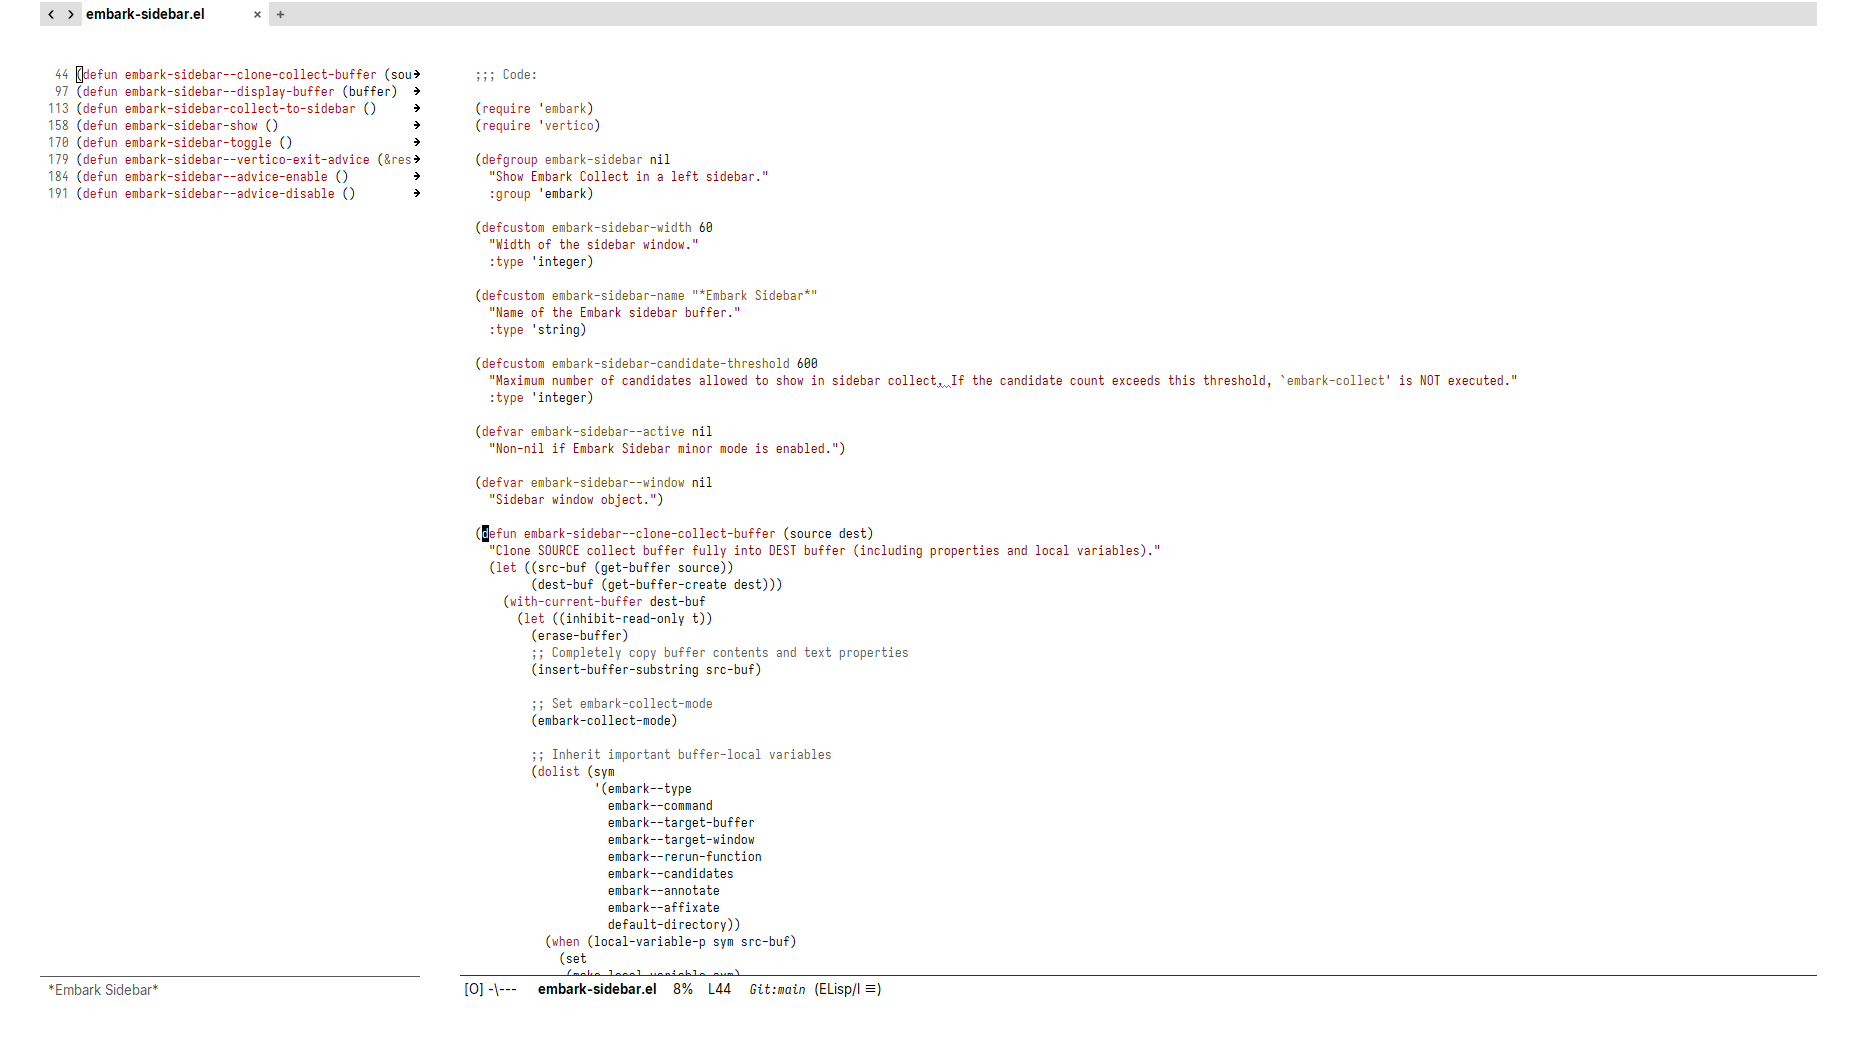 embark-sidebar.el × +
44 (defun embark-sidebar--clone-collect-buffer (sou
97 (defun embark-sidebar--display-buffer (buffer)
113 (defun embark-sidebar-collect-to-sidebar ()
158 (defun embark-sidebar-show ()
170 (defun embark-sidebar-toggle ()
179 (defun embark-sidebar--vertico-exit-advice (&res
184 (defun embark-sidebar--advice-enable ()
191 (defun embark-sidebar--advice-disable ()
*Embark Sidebar*
;;; Code:
(require 'embark)
(require 'vertico)
(defgroup embark-sidebar nil
"Show Embark Collect in a left sidebar."
:group 'embark)
(defcustom embark-sidebar-width 60
"Width of the sidebar window."
:type 'integer)
(defcustom embark-sidebar-name "*Embark Sidebar*"
"Name of the Embark sidebar buffer."
:type 'string)
(defcustom embark-sidebar-candidate-threshold 600
"Maximum number of candidates allowed to show in sidebar collect. If the candidate count exceeds this threshold, `embark-collect' is NOT executed."
:type 'integer)
(defvar embark-sidebar--active nil
"Non-nil if Embark Sidebar minor mode is enabled.")
(defvar embark-sidebar--window nil
"Sidebar window object.")
(defun embark-sidebar--clone-collect-buffer (source dest)
"Clone SOURCE collect buffer fully into DEST buffer (including properties and local variables)."
(let ((src-buf (get-buffer source))
(dest-buf (get-buffer-create dest)))
(with-current-buffer dest-buf
(let ((inhibit-read-only t))
(erase-buffer)
;; Completely copy buffer contents and text properties
(insert-buffer-substring src-buf)
;; Set embark-collect-mode
(embark-collect-mode)
;; Inherit important buffer-local variables
(dolist (sym
'(embark--type
embark--command
embark--target-buffer
embark--target-window
embark--rerun-function
embark--candidates
embark--annotate
embark--affixate
default-directory))
(when (local-variable-p sym src-buf)
(set
(make-local-variable sym)
[O] -\--- embark-sidebar.el 8% L44 Git:main (ELisp/l ≡)